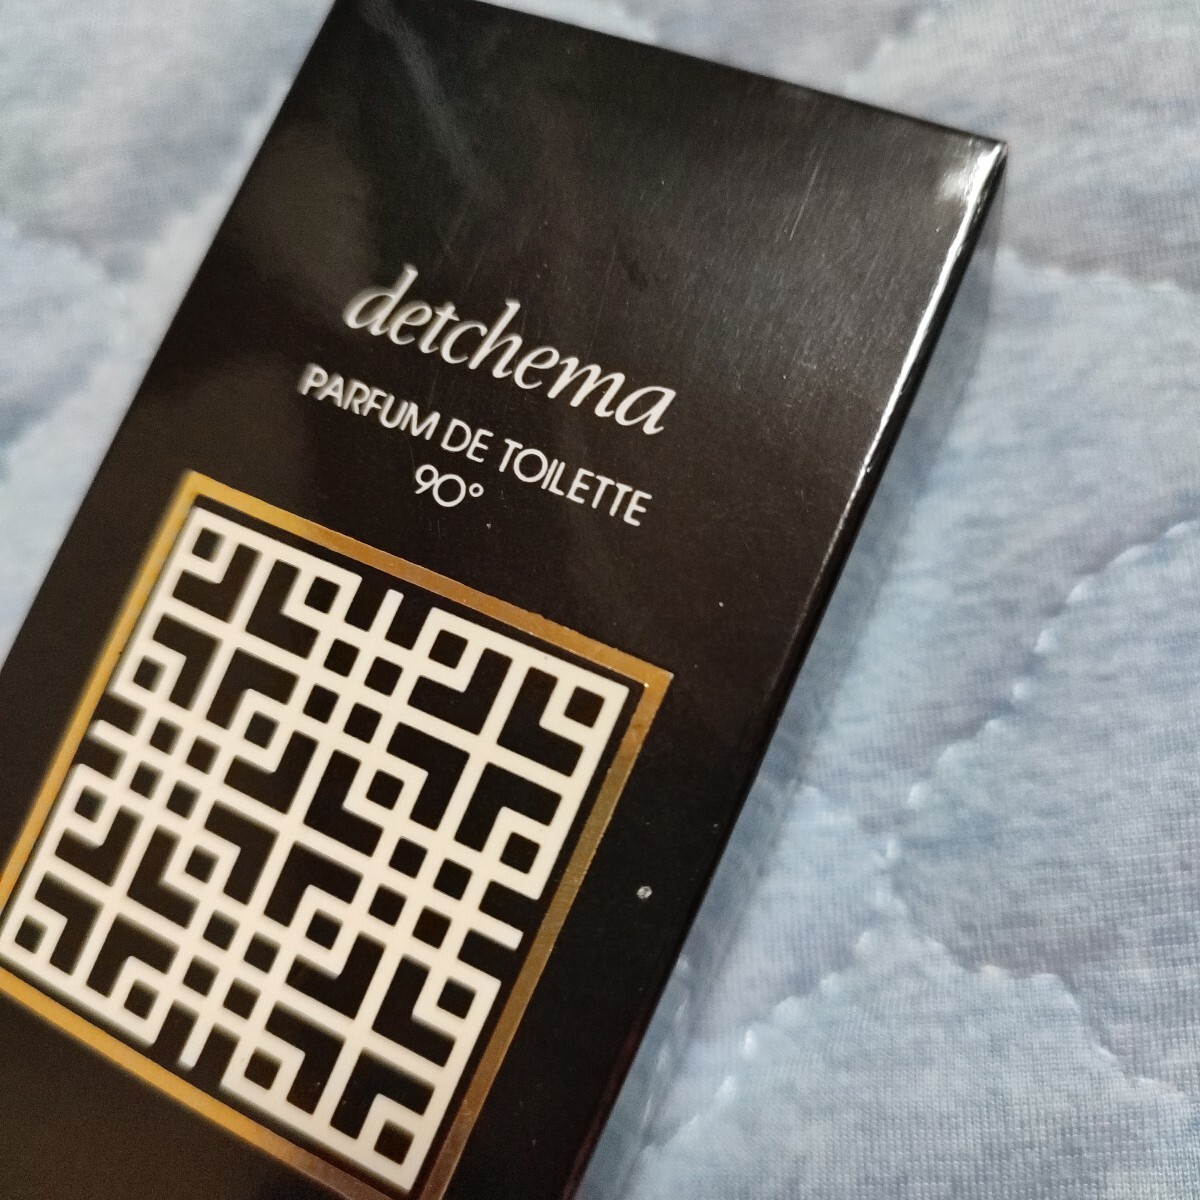 detchema
PARFUM DE TOILETTE
90°